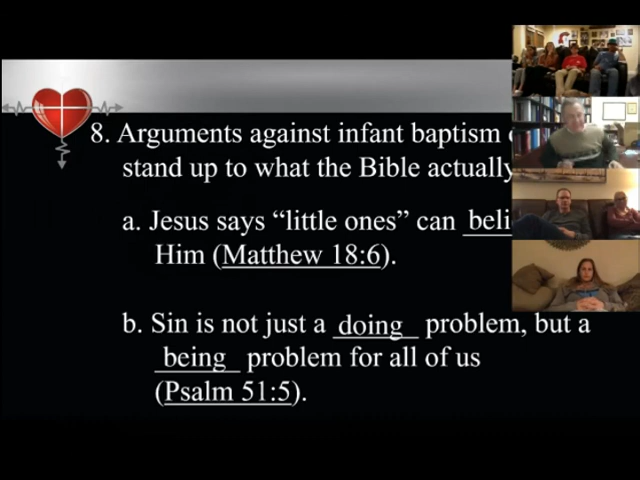 8. Arguments against infant baptism
stand up to what the Bible actually
a. Jesus says “little ones” can beli
Him (Matthew 18:6).
b. Sin is not just a doing problem, but a
being problem for all of us
(Psalm 51:5).